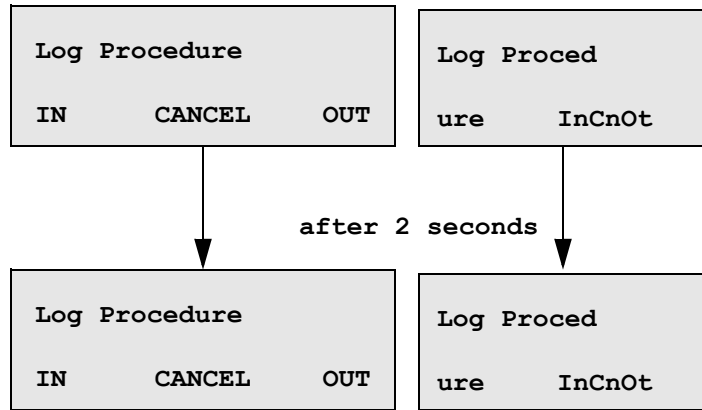 Log Procedure
IN CANCEL OUT
Log Proced
ure InCnOt
after 2 seconds
Log Procedure
IN CANCEL OUT
Log Proced
ure InCnOt